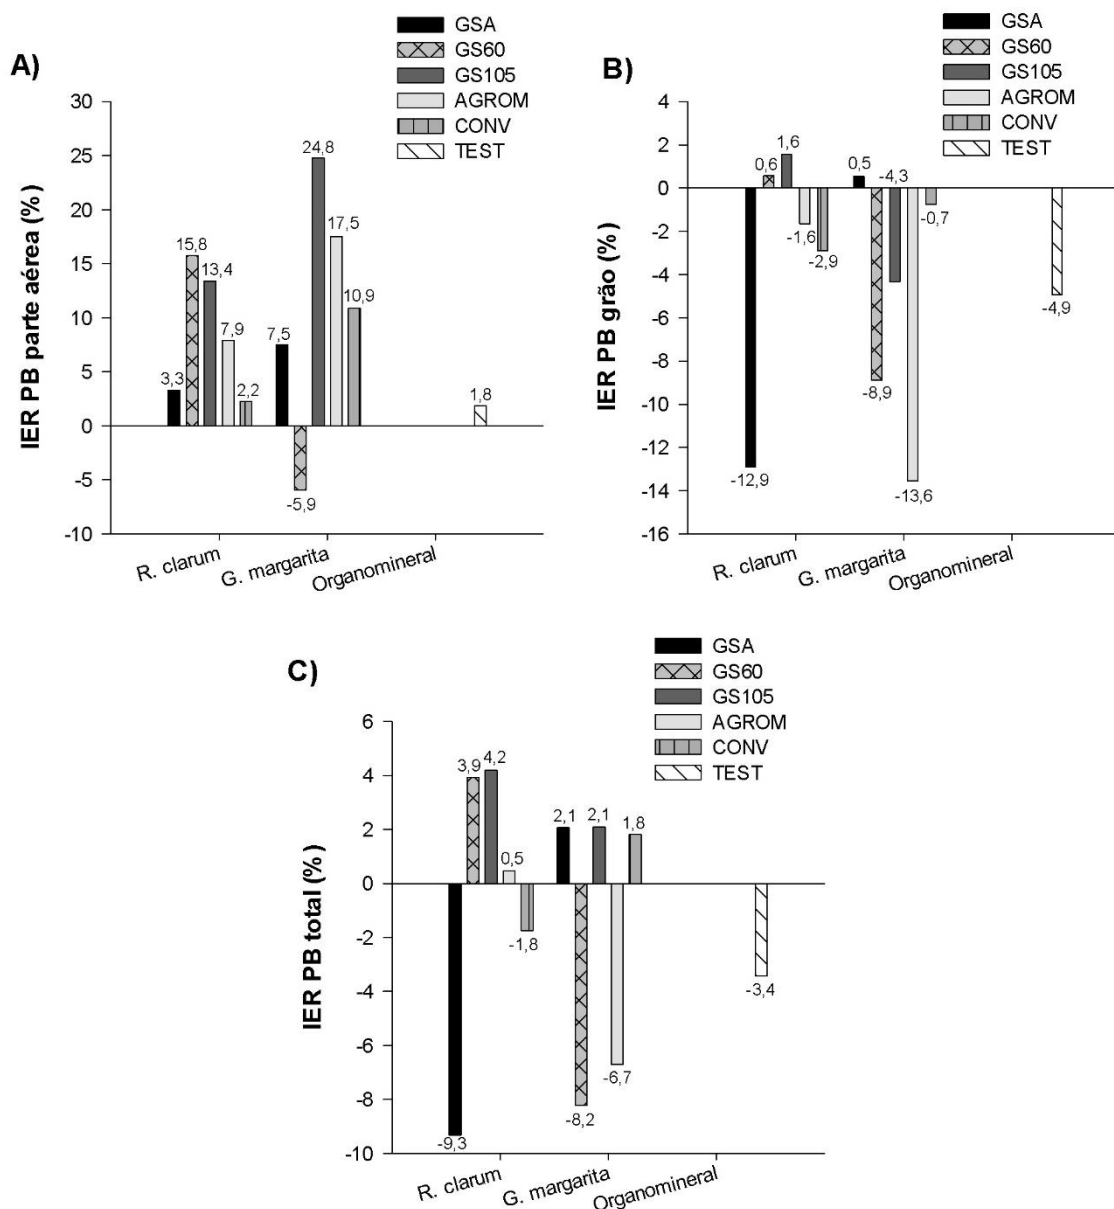 A)
GSA
GS60
GS105
AGROM
CONV
TEST
IER PB parte aérea (%)
30
25
20
15
10
5
0
-5
-10
3,3
15,8
13,4
7,9
2,2
7,5
-5,9
24,8
17,5
10,9
1,8
R. clarum
G. margarita
Organomineral
B)
GSA
GS60
GS105
AGROM
CONV
TEST
IER PB grão (%)
4
2
0
-2
-4
-6
-8
-10
-12
-14
-16
-12,9
0,6
1,6
-1,6
-2,9
0,5
-8,9
-4,3
-13,6
-0,7
-4,9
R. clarum
G. margarita
Organomineral
C)
GSA
GS60
GS105
AGROM
CONV
TEST
IER PB total (%)
6
4
2
0
-2
-4
-6
-8
-10
-9,3
3,9
4,2
0,5
-1,8
2,1
-8,2
2,1
-6,7
1,8
-3,4
R. clarum
G. margarita
Organomineral